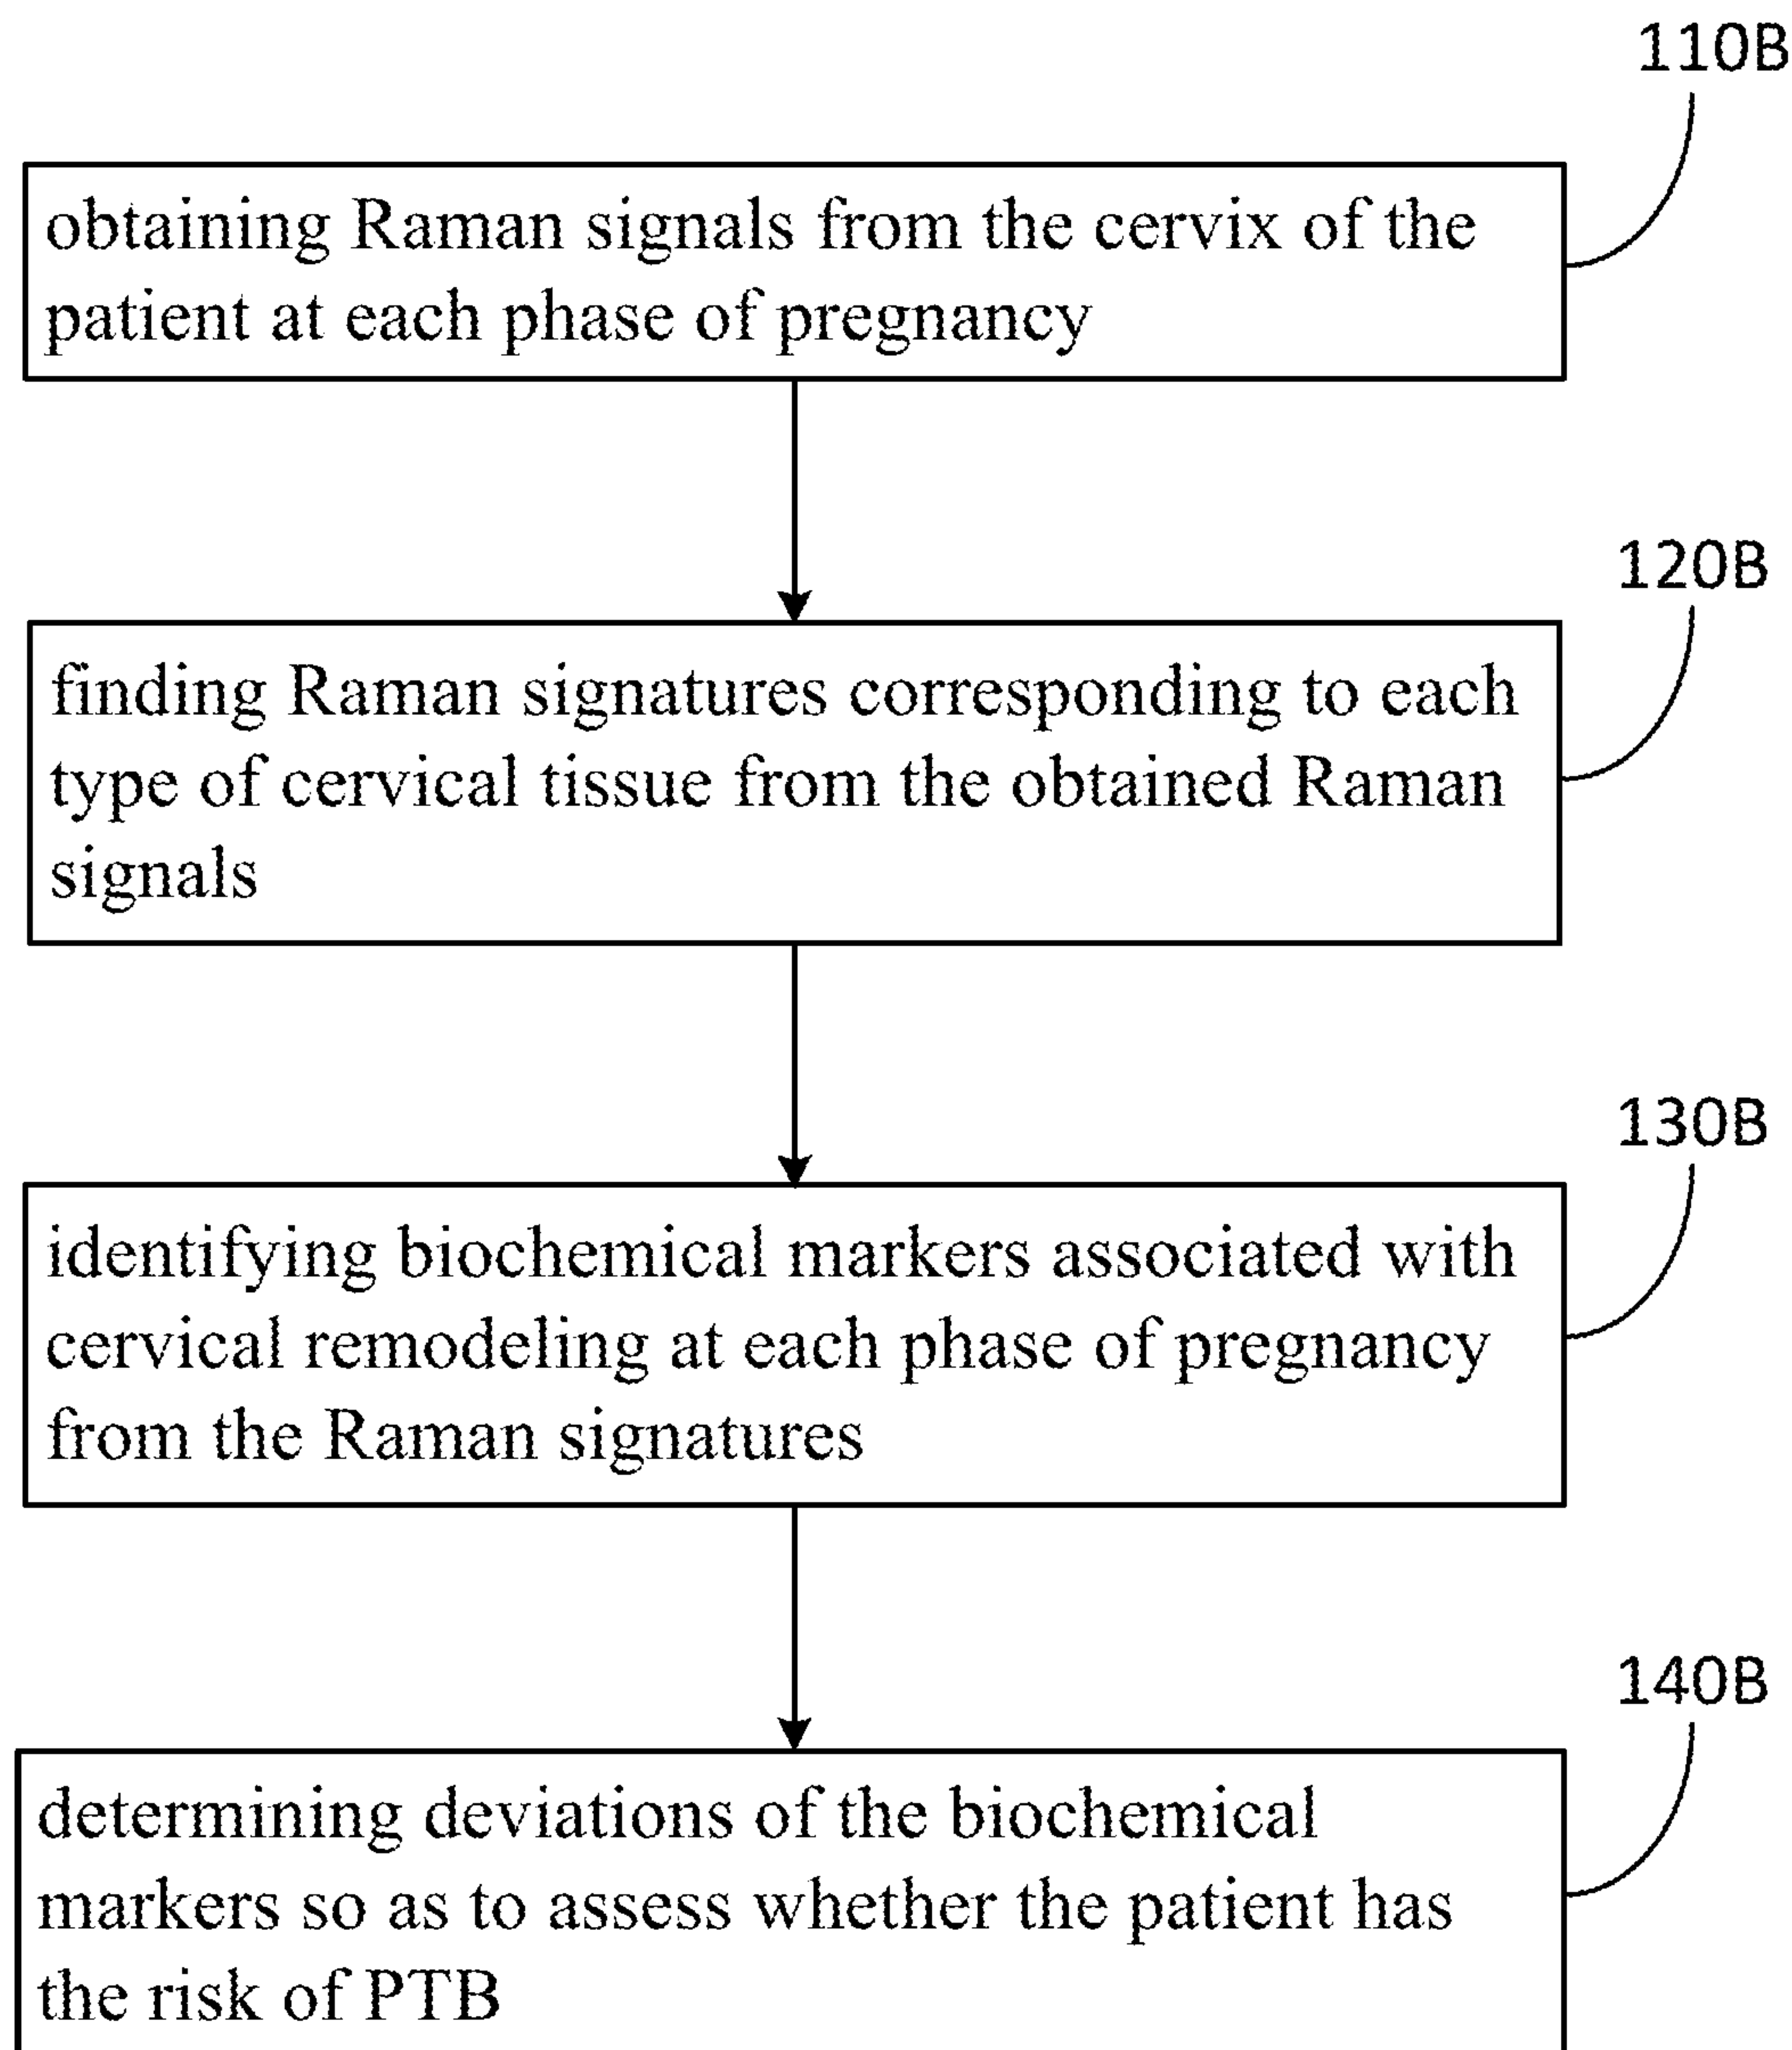 110B
obtaining Raman signals from the cervix of the
patient at each phase of pregnancy
120B
finding Raman signatures corresponding to each
type of cervical tissue from the obtained Raman
signals
130B
identifying biochemical markers associated with
cervical remodeling at each phase of pregnancy
from the Raman signatures
140B
determining deviations of the biochemical
markers so as to assess whether the patient has
the risk of PTB